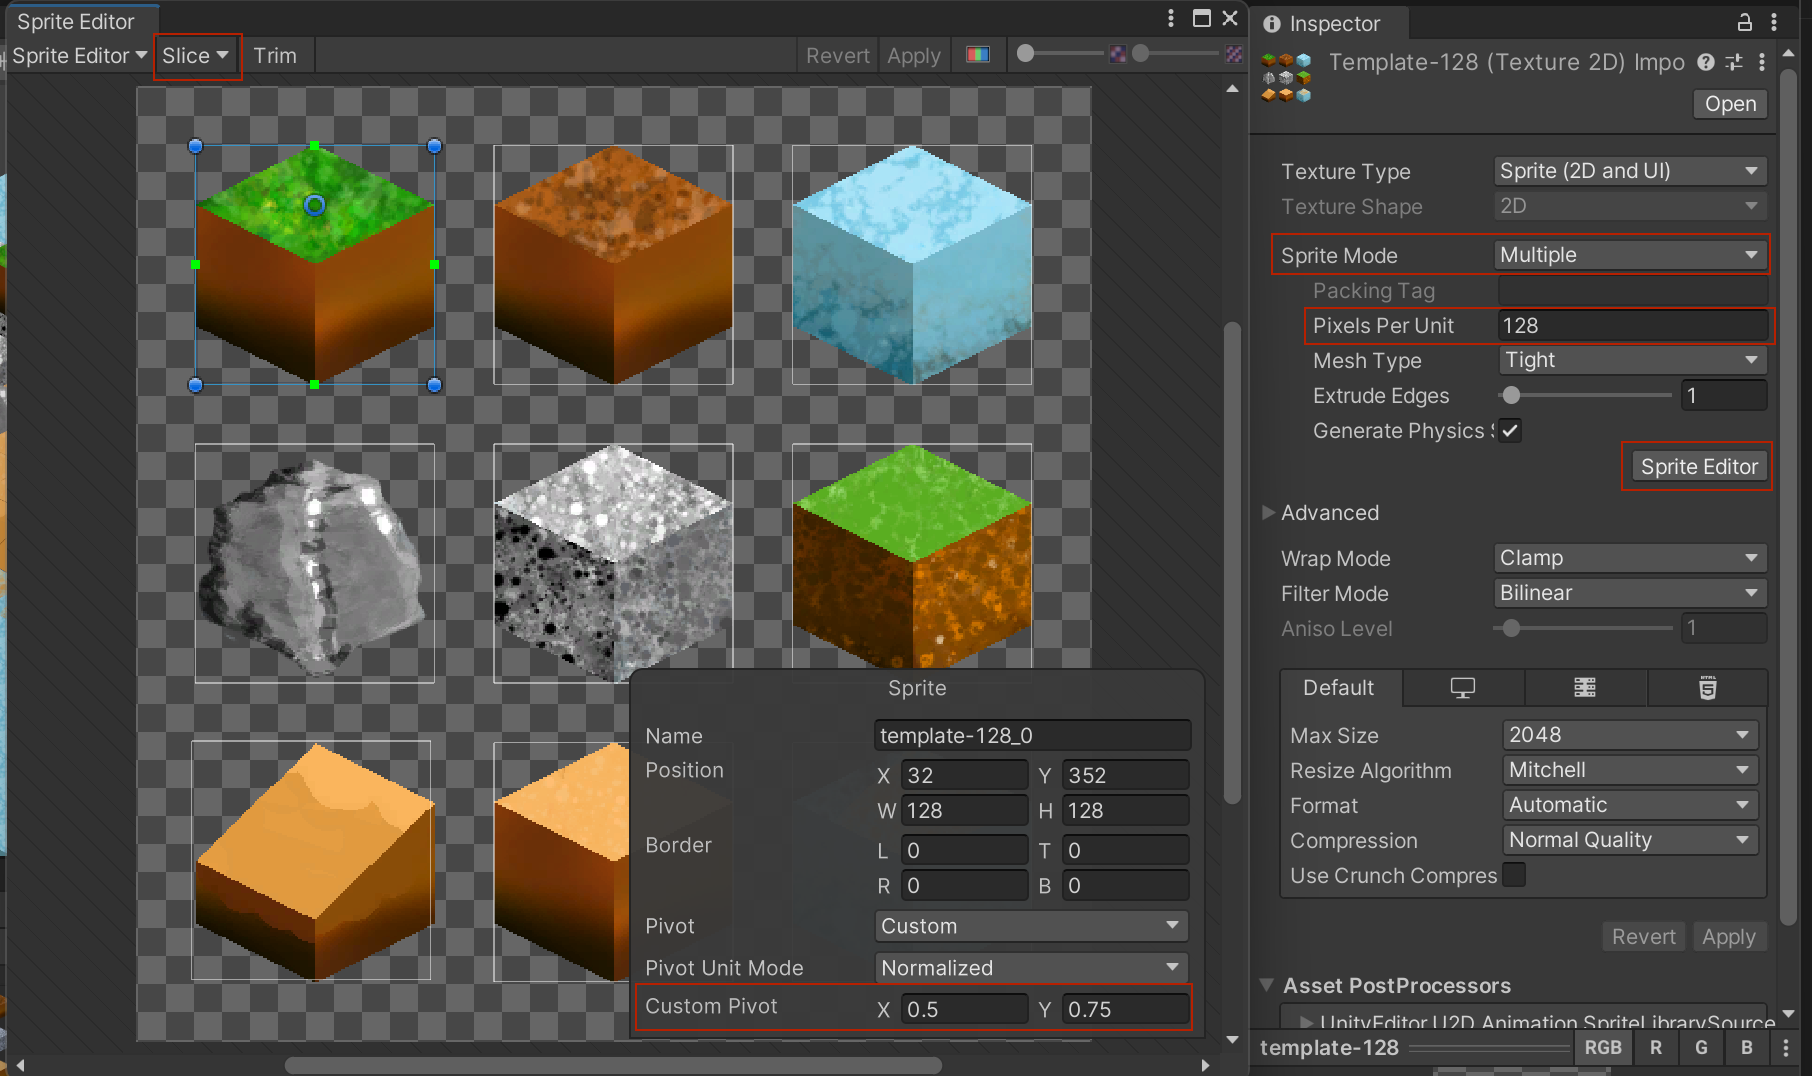 Sprite Editor
Sprite Editor Slice Trim Revert Apply
Sprite
Name template-128_0
Position X 32 Y 352
W 128 H 128
Border L 0 T 0
R 0 B 0
Pivot Custom
Pivot Unit Mode Normalized
Custom Pivot X 0.5 Y 0.75
Inspector
Template-128 (Texture 2D) Impo
Open
Texture Type Sprite (2D and UI)
Texture Shape 2D
Sprite Mode Multiple
Packing Tag
Pixels Per Unit 128
Mesh Type Tight
Extrude Edges 1
Generate Physics S
Sprite Editor
Advanced
Wrap Mode Clamp
Filter Mode Bilinear
Aniso Level 1
Default HTML 5
Max Size 2048
Resize Algorithm Mitchell
Format Automatic
Compression Normal Quality
Use Crunch Compres
Revert Apply
Asset PostProcessors
UnityEditor.U2D.Animation.SpriteLibrarySource
template-128 RGB R G B